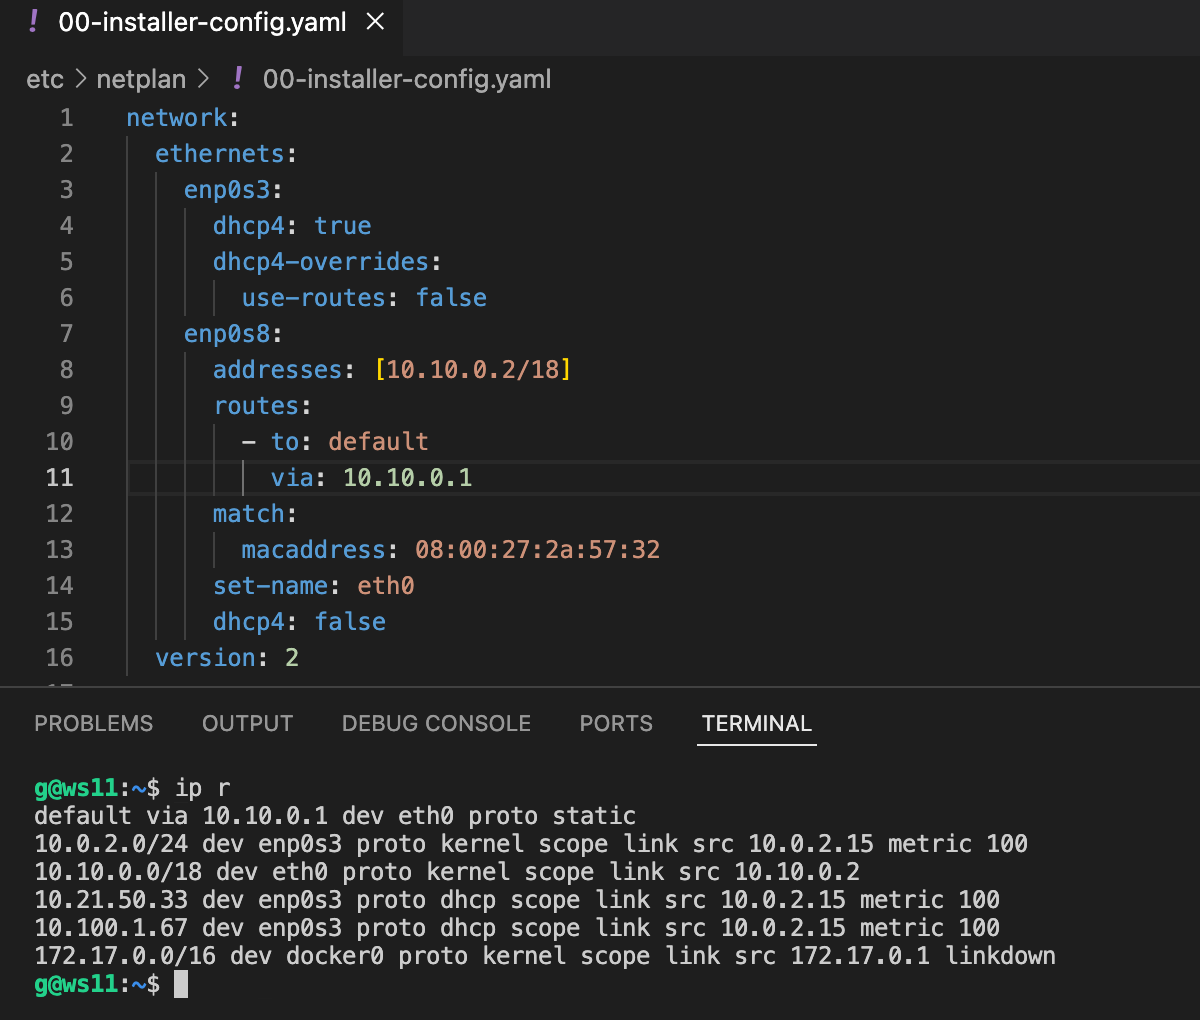 ! 00-installer-config.yaml ×
etc > netplan > ! 00-installer-config.yaml
1 network:
2   ethernets:
3     enp0s3:
4       dhcp4: true
5       dhcp4-overrides:
6         use-routes: false
7     enp0s8:
8       addresses: [10.10.0.2/18]
9       routes:
10         - to: default
11           via: 10.10.0.1
12       match:
13         macaddress: 08:00:27:2a:57:32
14       set-name: eth0
15       dhcp4: false
16   version: 2
PROBLEMS OUTPUT DEBUG CONSOLE PORTS TERMINAL
g@ws11:~$ ip r
default via 10.10.0.1 dev eth0 proto static
10.0.2.0/24 dev enp0s3 proto kernel scope link src 10.0.2.15 metric 100
10.10.0.0/18 dev eth0 proto kernel scope link src 10.10.0.2
10.21.50.33 dev enp0s3 proto dhcp scope link src 10.0.2.15 metric 100
10.100.1.67 dev enp0s3 proto dhcp scope link src 10.0.2.15 metric 100
172.17.0.0/16 dev docker0 proto kernel scope link src 172.17.0.1 linkdown
g@ws11:~$